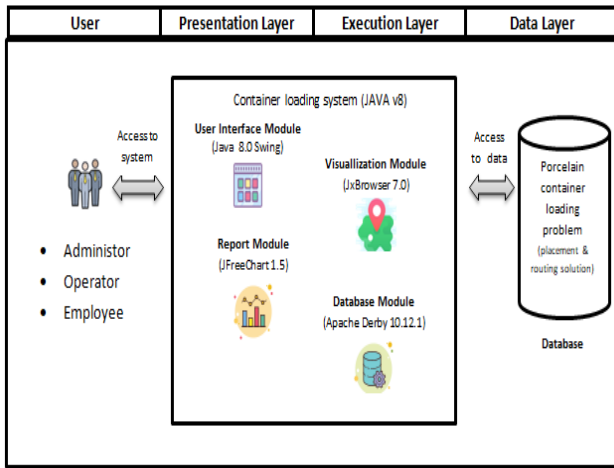 User
Presentation Layer
Execution Layer
Data Layer
Container loading system (JAVA v8)
Access to
system
• Administor
• Operator
• Employee
User Interface Module
(Java 8.0 Swing)
Visuallization Module
(JxBrowser 7.0)
Report Module
(JFreeChart 1.5)
Database Module
(Apache Derby 10.12.1)
Access
to data
Porcelain
container
loading
problem
(placement &
routing solution)
Database